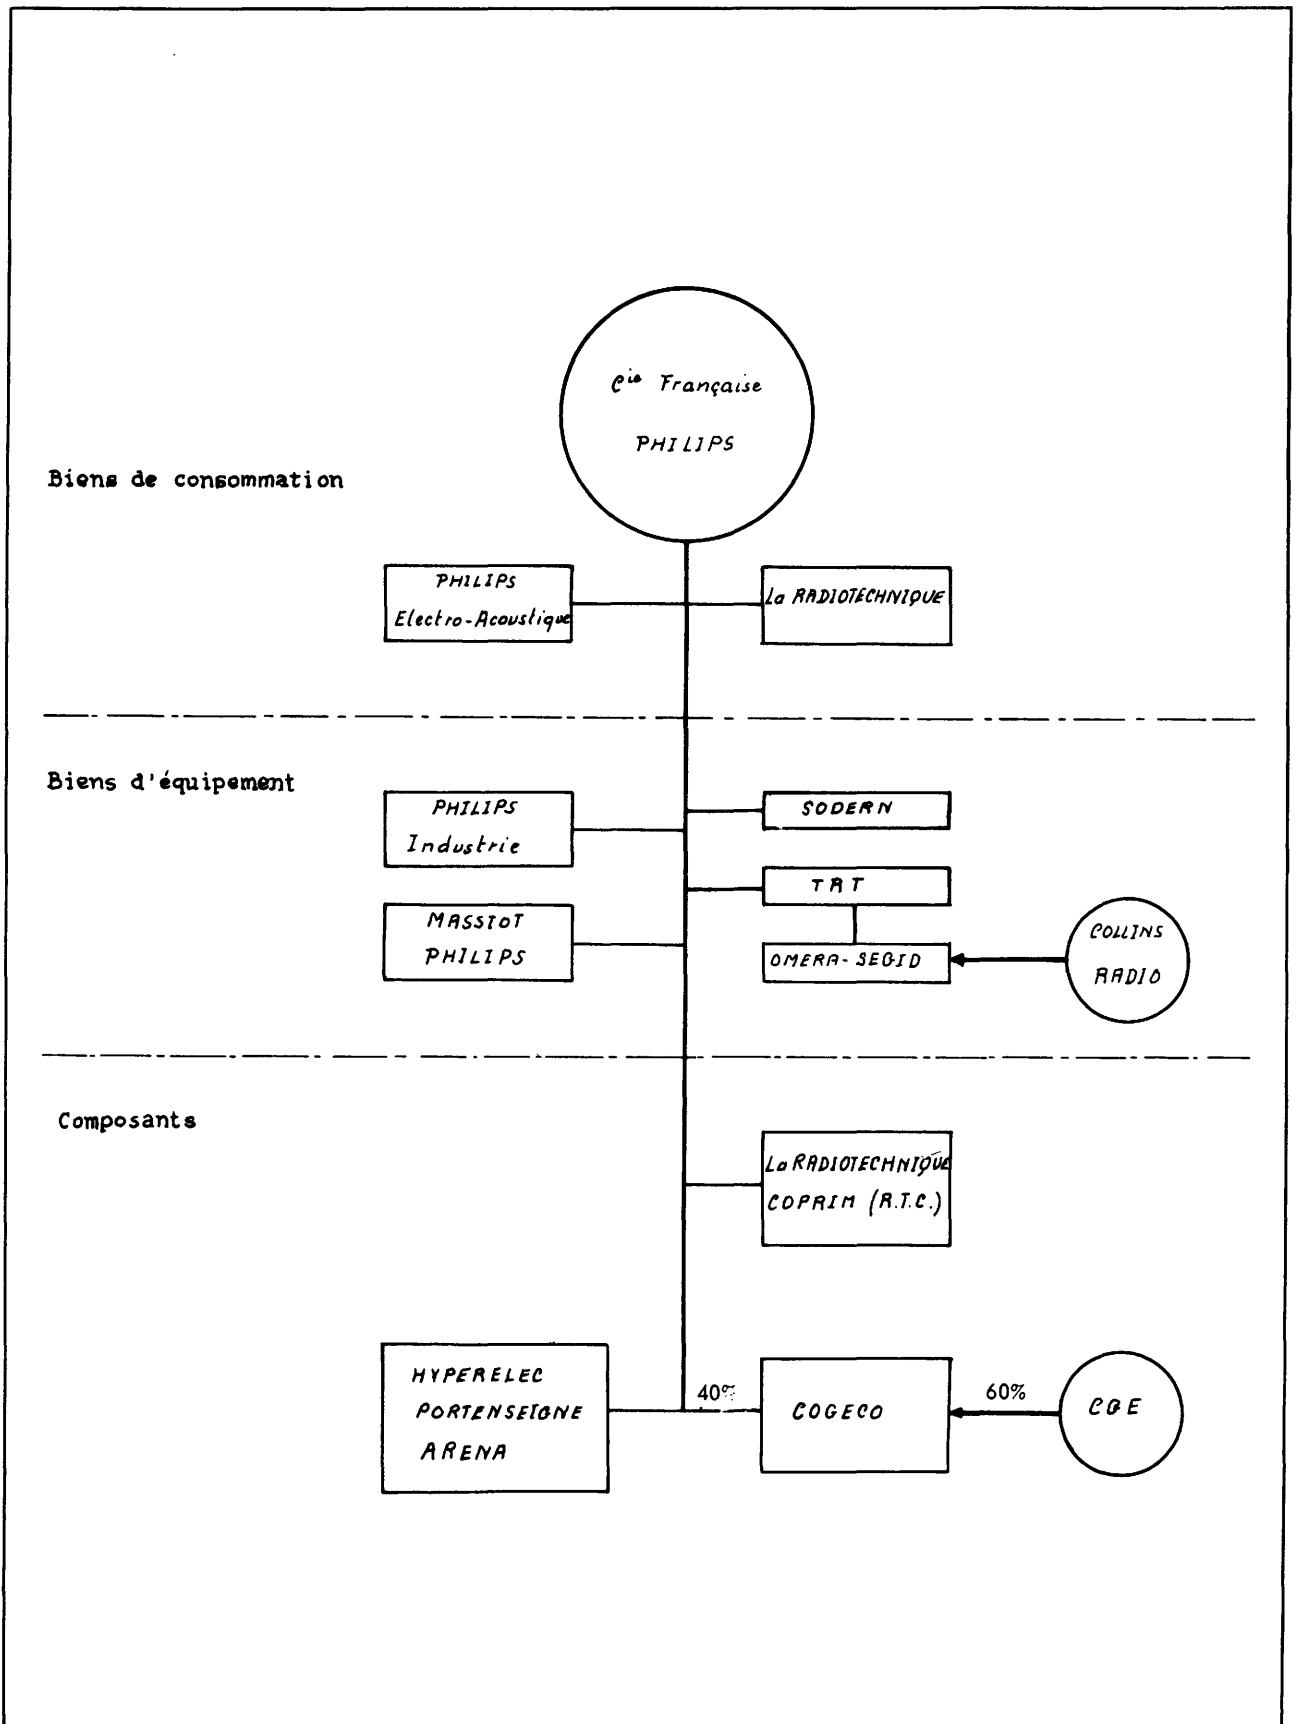 Cie Française
PHILIPS
Biens de consommation
PHILIPS
Electro-Acoustique
La RADIOTECHNIQUE
Biens d'équipement
PHILIPS
Industrie
SODERN
TRT
MASSIOT
PHILIPS
OMERA-SEGID
COLLINS
RADIO
Composants
La RADIOTECHNIQUE
COPRIM (R.T.C.)
HYPERELEC
PORTENSEIGNE
ARENA
40%
COGECO
60%
CGE